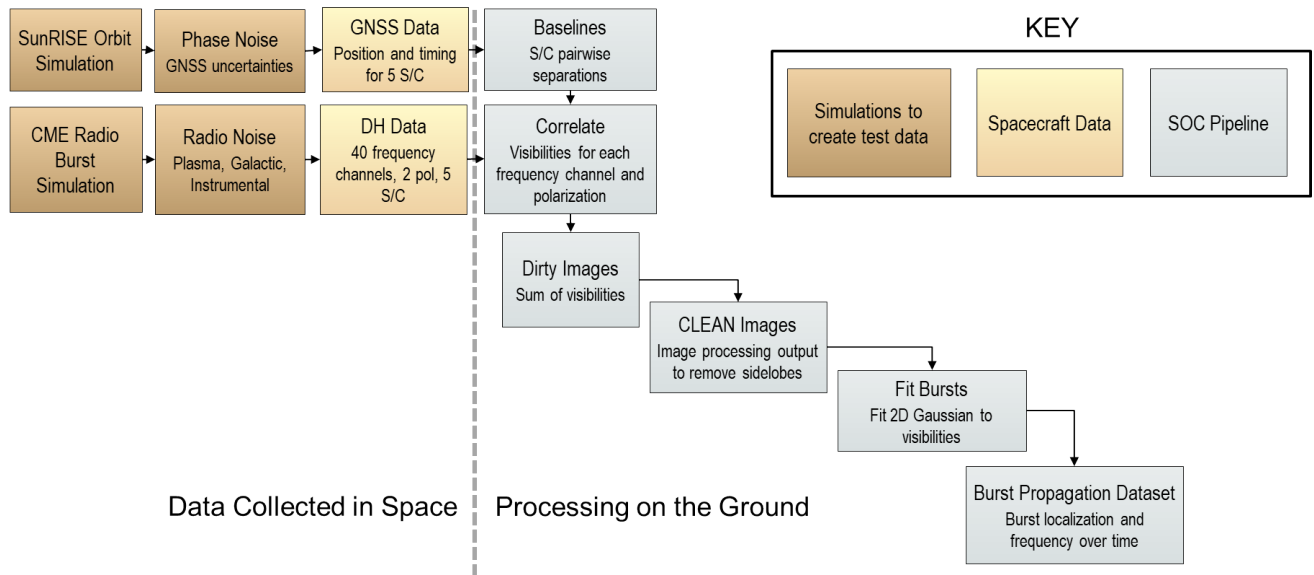 SunRISE Orbit
Simulation
Phase Noise
GNSS uncertainties
GNSS Data
Position and timing
for 5 S/C
Baselines
S/C pairwise
separations
CME Radio
Burst
Simulation
Radio Noise
Plasma, Galactic,
Instrumental
DH Data
40 frequency
channels, 2 pol, 5
S/C
Correlate
Visibilities for each
frequency channel and
polarization
Dirty Images
Sum of visibilities
CLEAN Images
Image processing output
to remove sidelobes
Fit Bursts
Fit 2D Gaussian to
visibilities
Burst Propagation Dataset
Burst localization and
frequency over time
KEY
Simulations to
create test data
Spacecraft Data
SOC Pipeline
Data Collected in Space
Processing on the Ground